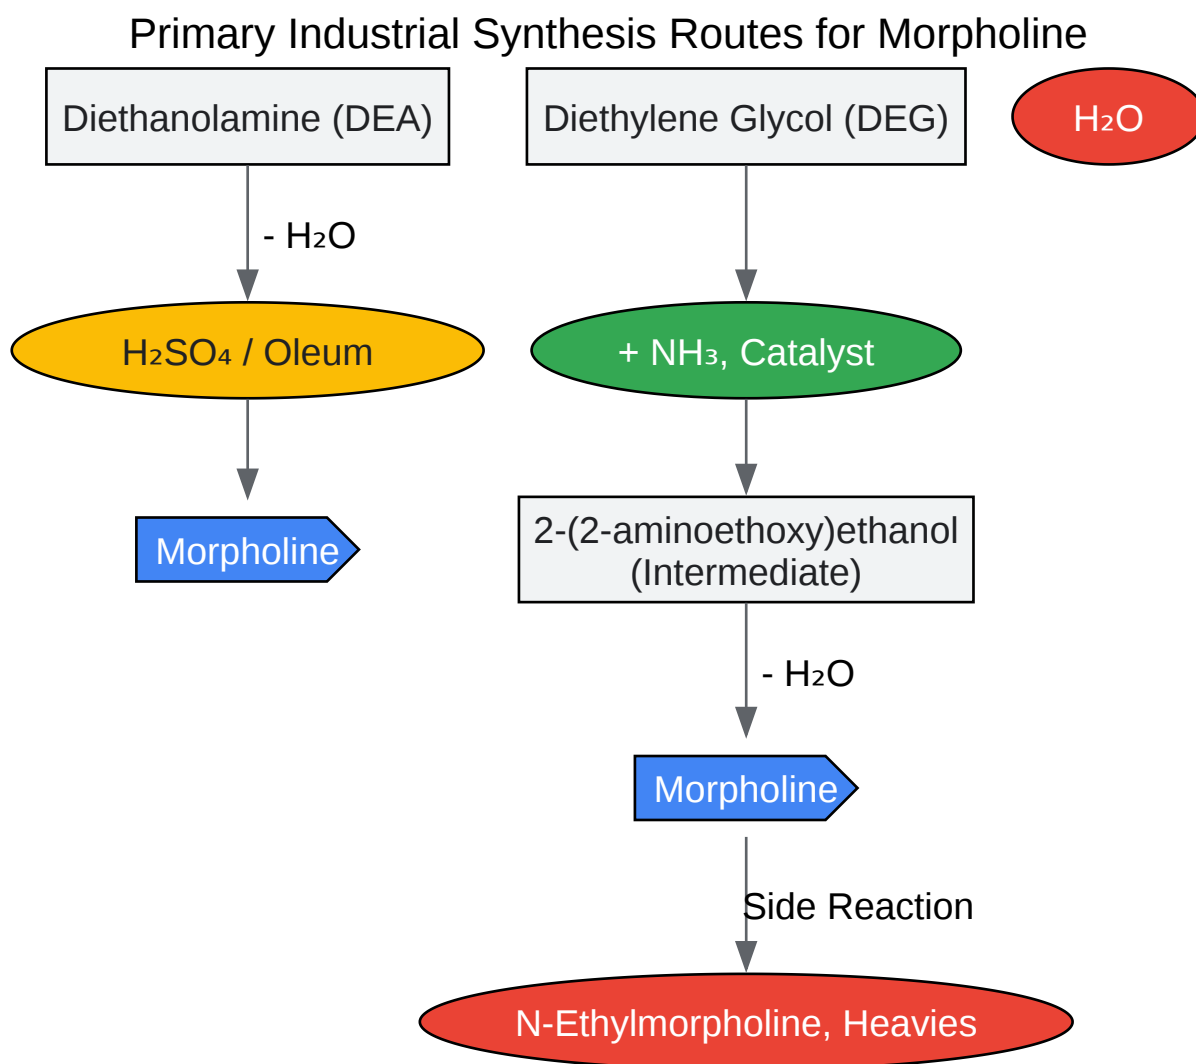 Primary Industrial Synthesis Routes for Morpholine
Diethanolamine (DEA)
Diethylene Glycol (DEG)
H₂O
- H₂O
H₂SO₄ / Oleum
+ NH₃, Catalyst
Morpholine
2-(2-aminoethoxy)ethanol
(Intermediate)
- H₂O
Morpholine
Side Reaction
N-Ethylmorpholine, Heavies